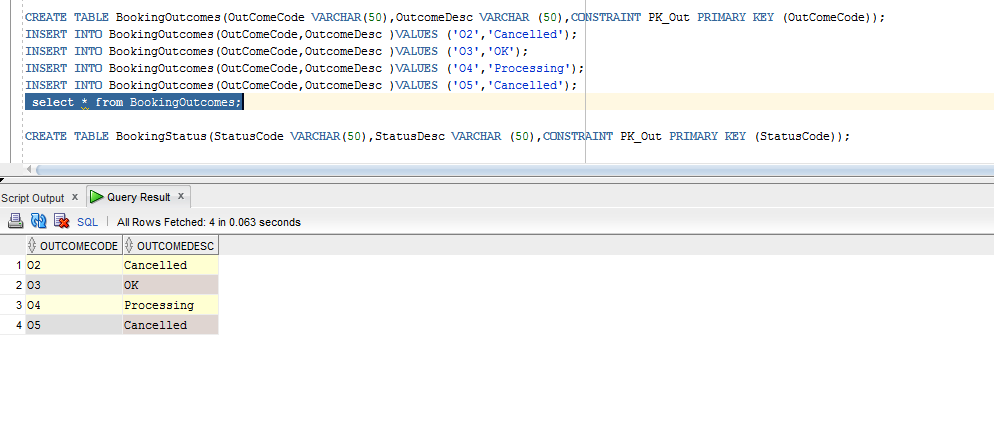 CREATE TABLE BookingOutcomes(OutComeCode VARCHAR(50),OutcomeDesc VARCHAR (50),CONSTRAINT PK_Out PRIMARY KEY (OutComeCode));
INSERT INTO BookingOutcomes(OutComeCode,OutcomeDesc )VALUES ('O2','Cancelled');
INSERT INTO BookingOutcomes(OutComeCode,OutcomeDesc )VALUES ('O3','OK');
INSERT INTO BookingOutcomes(OutComeCode,OutcomeDesc )VALUES ('O4','Processing');
INSERT INTO BookingOutcomes(OutComeCode,OutcomeDesc )VALUES ('O5','Cancelled');
select * from BookingOutcomes;
CREATE TABLE BookingStatus(StatusCode VARCHAR(50),StatusDesc VARCHAR (50),CONSTRAINT PK_Out PRIMARY KEY (StatusCode));
Script Output x Query Result x
SQL | All Rows Fetched: 4 in 0.063 seconds
OUTCOMECODE OUTCOMEDESC
1 O2 Cancelled
2 O3 OK
3 O4 Processing
4 O5 Cancelled